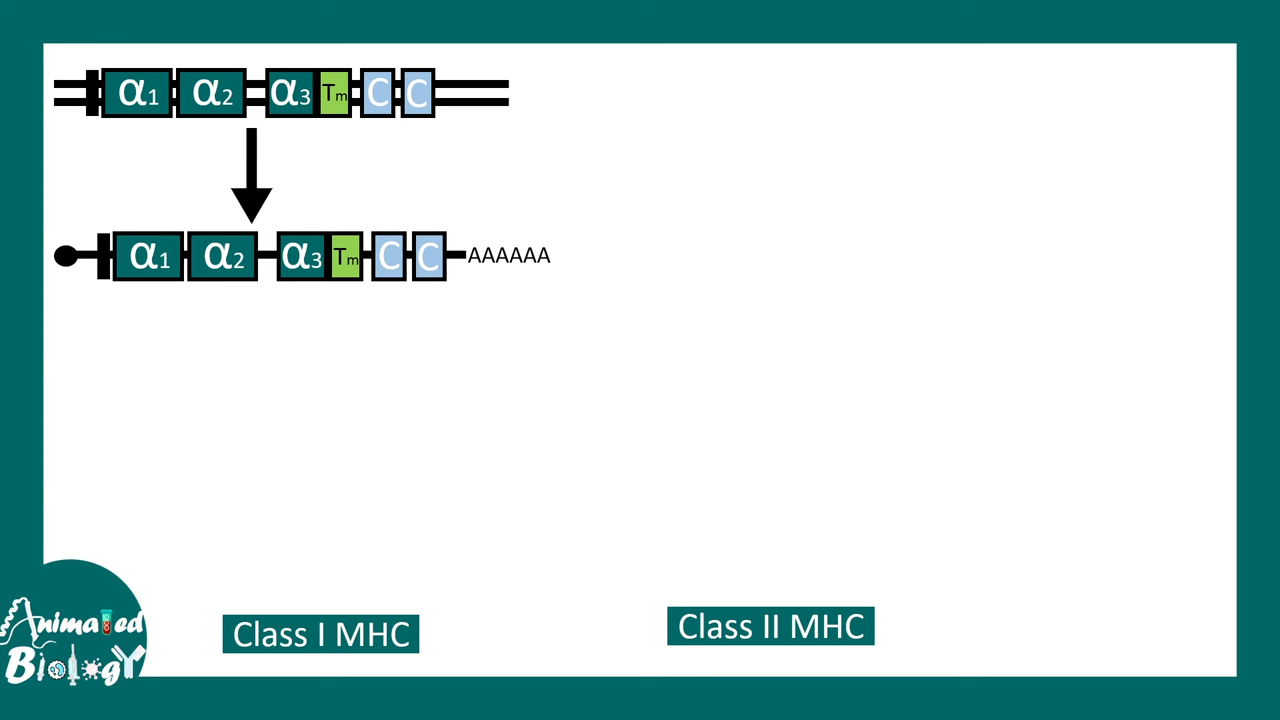 α1 α2 α3 Tm C C
α1 α2 α3 Tm C C AAAAAA
Class I MHC
Class II MHC
Animated
Biology